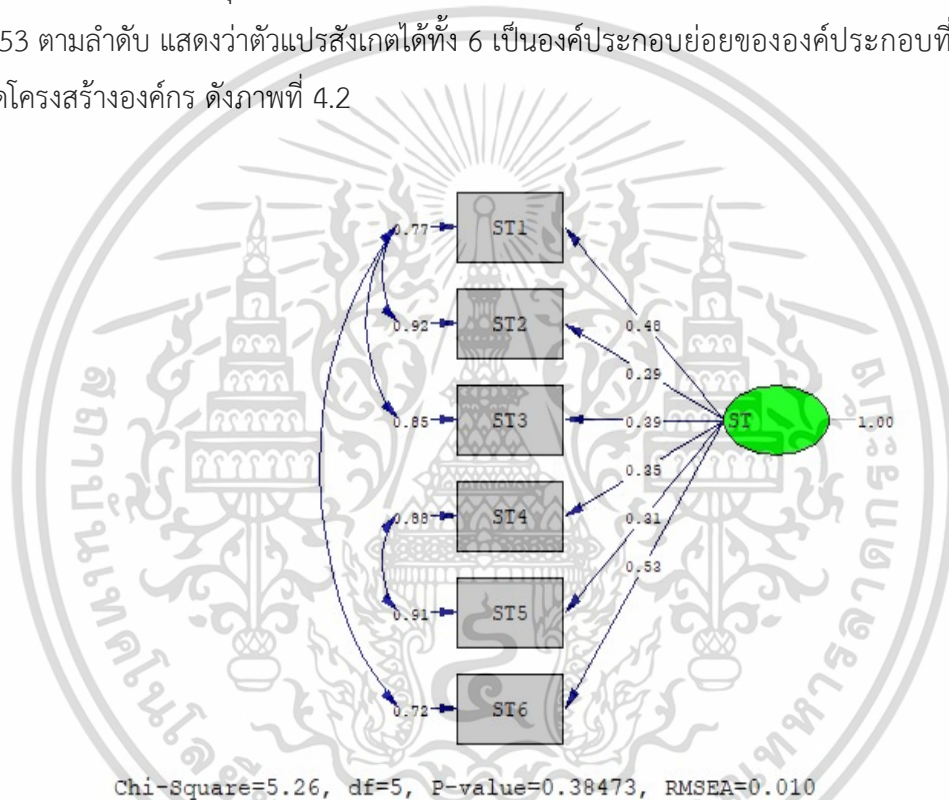 53 ตามลำดับ แสดงว่าตัวแปรสังเกตได้ทั้ง 6 เป็นองค์ประกอบย่อยขององค์ประกอบที่
โครงสร้างองค์กร ดังภาพที่ 4.2
0.77 ST1
0.48
0.92 ST2
0.29
0.85 ST3 0.39 ST 1.00
0.35
0.88 ST4 0.31
0.53
0.91 ST5
0.72 ST6
Chi-Square=5.26, df=5, P-value=0.38473, RMSEA=0.010